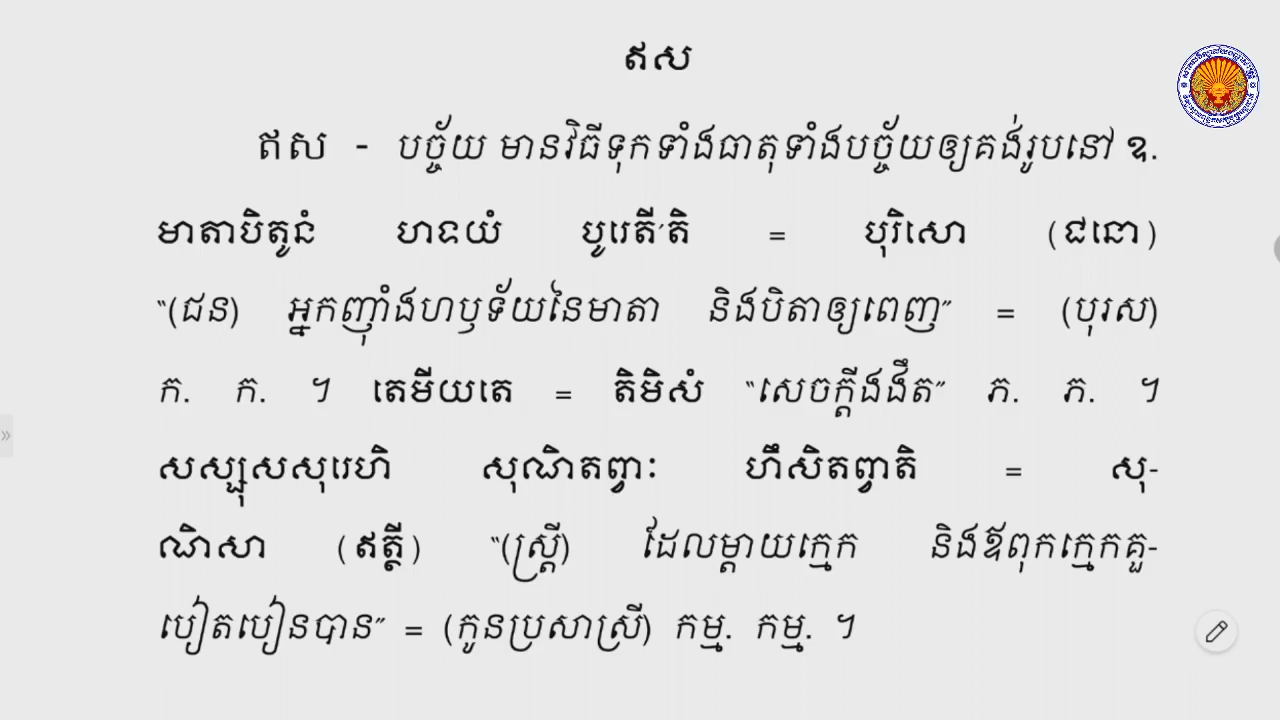 ឥស
ឥស - បច្ច័យ មានវិធីទុកទាំងធាតុទាំងបច្ច័យឲ្យគង់រូបនៅ ឧ.
មាតាបិតូនំ ហទយំ បូរេតី´តិ = បុរិសោ (ជនោ)
“(ជន) អ្នកញ៉ាំងហឫទ័យនៃមាតា និងបិតាឲ្យពេញ” = (បុរស)
ក. ក. ។ តេមីយតេ = តិមិសំ “សេចក្តីងងឹត” ភ. ភ. ។
សស្សុសសុរេហិ សុណិតព្វាៈ ហឹសិតព្វាតិ = សុ-
ណិសា (ឥត្ថី) “(ស្ត្រី) ដែលម្តាយក្មេក និងឪពុកក្មេកគួ-
បៀតបៀនបាន” = (កូនប្រសាស្រី) កម្ម. កម្ម. ។